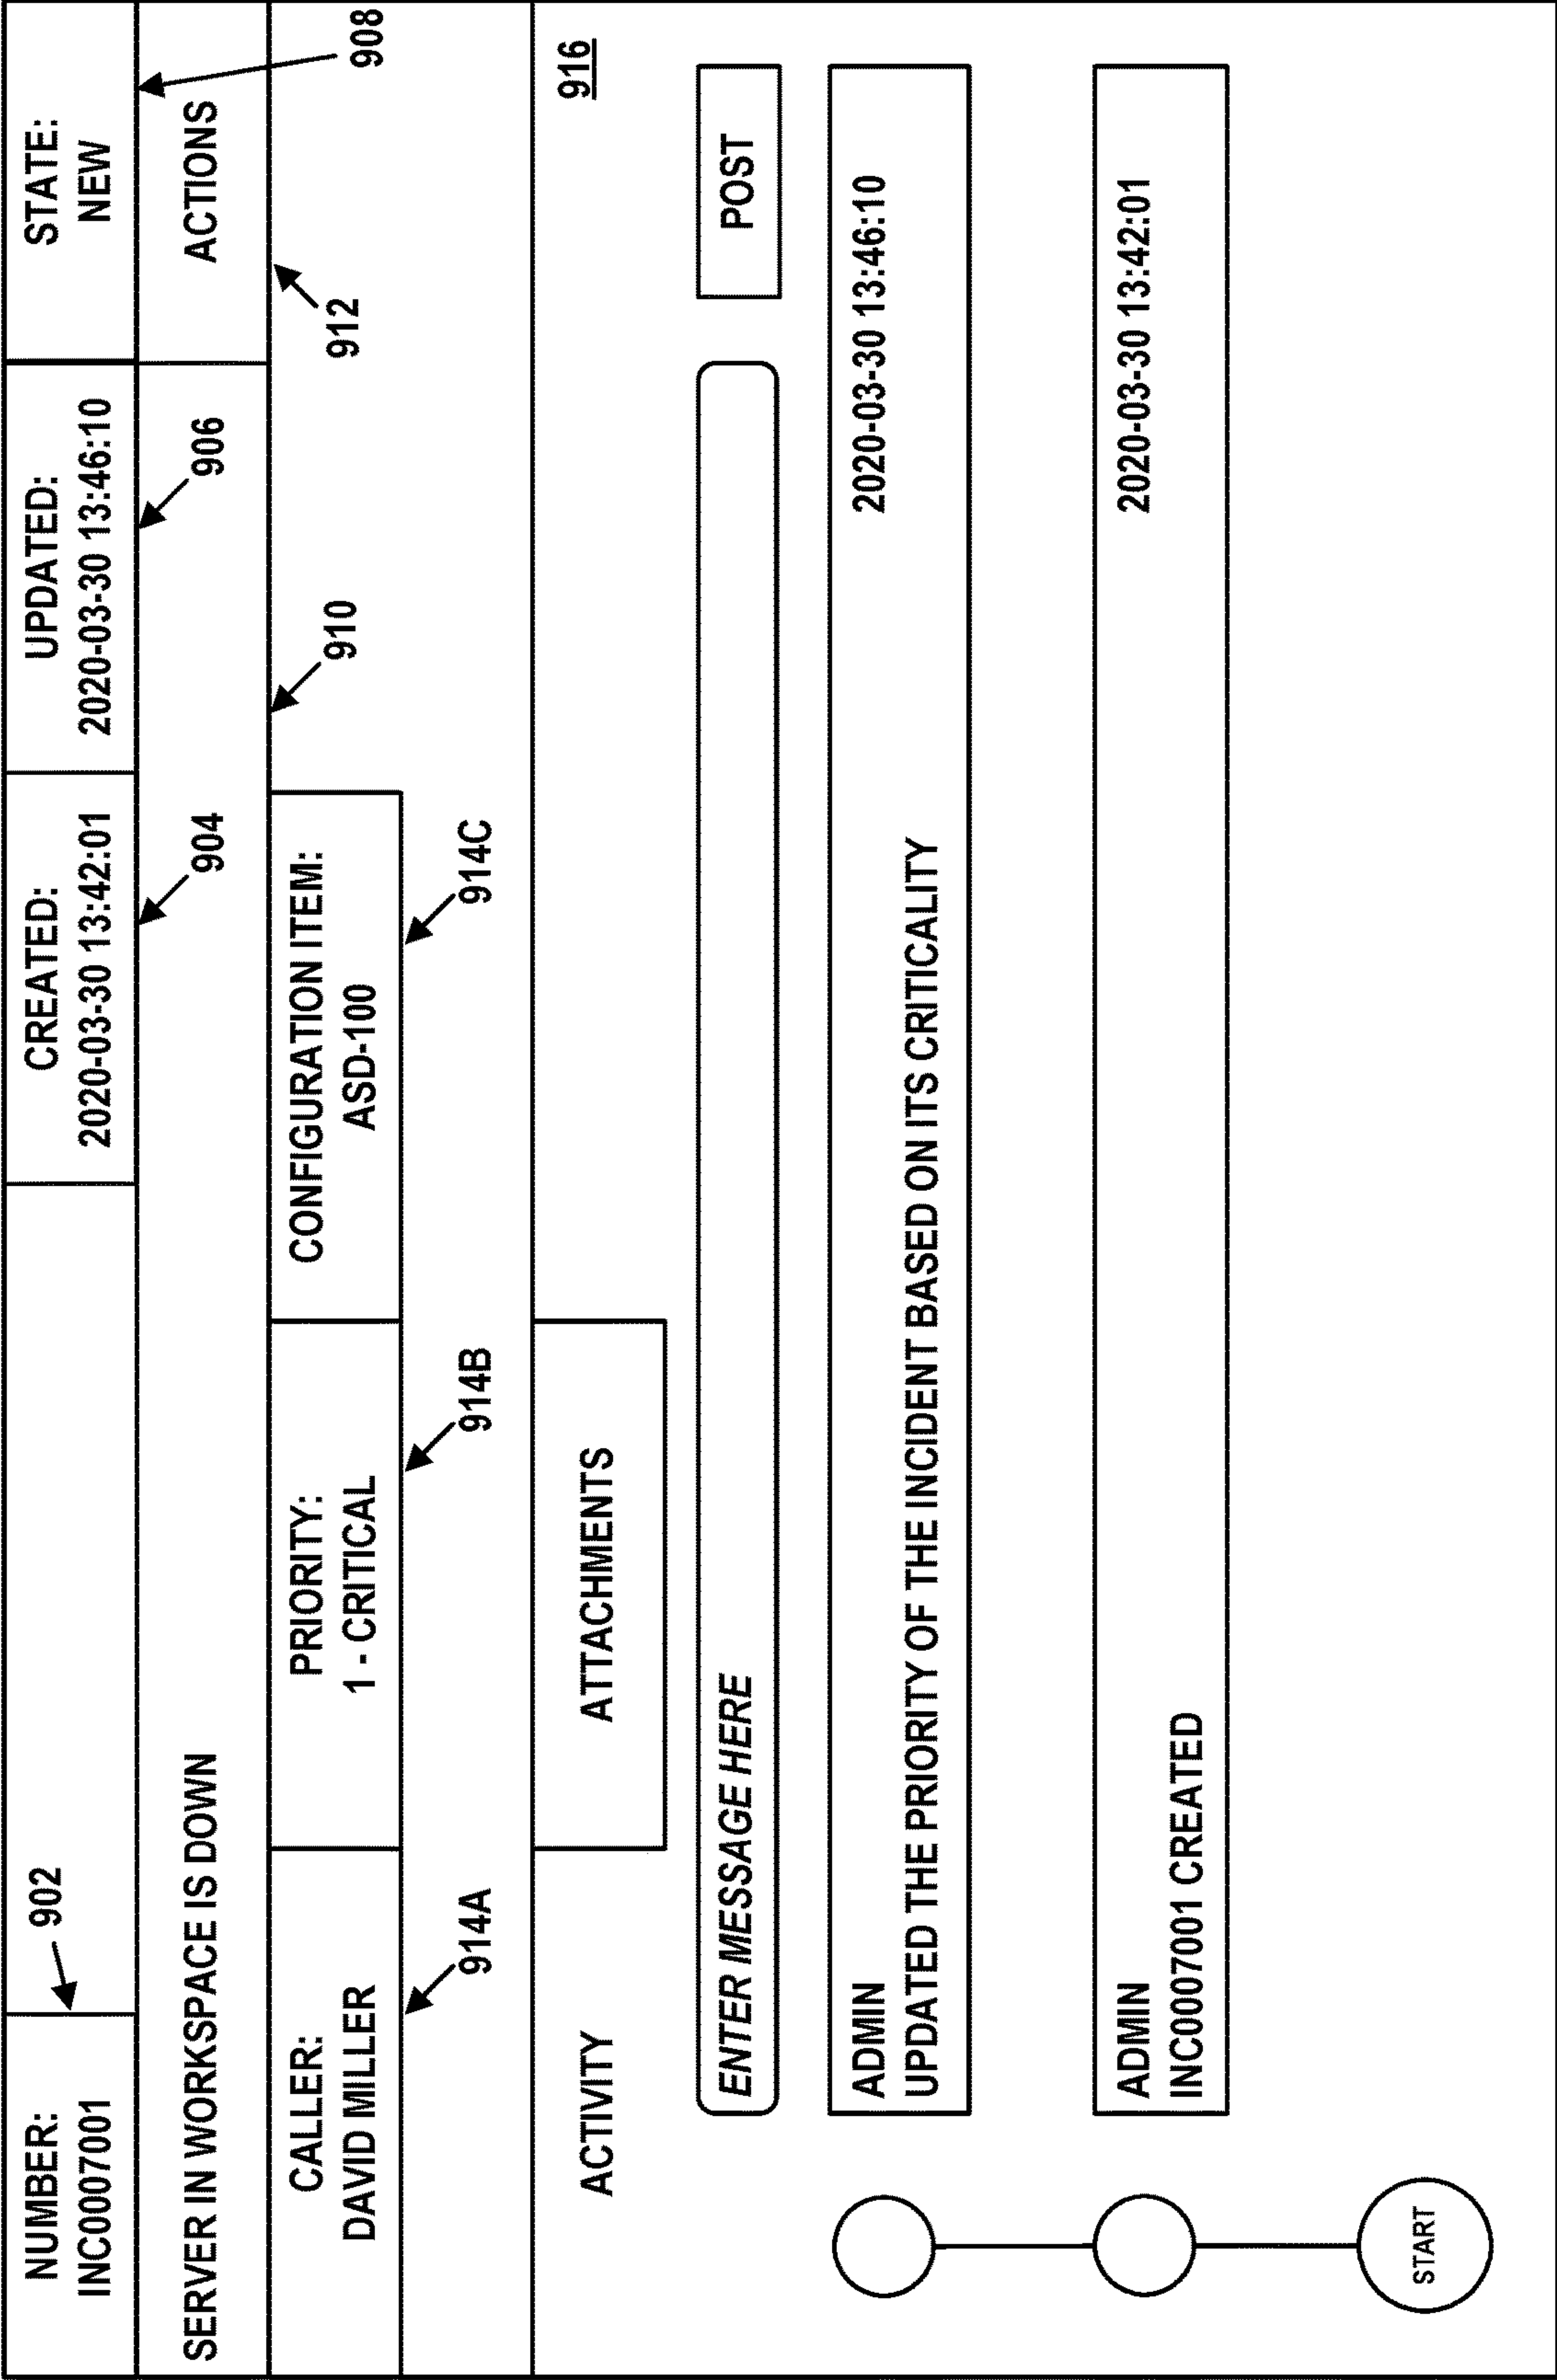 NUMBER:
INC0007001
902
CREATED:
2020-03-30 13:42:01
UPDATED:
2020-03-30 13:46:10
STATE:
NEW
SERVER IN WORKSPACE IS DOWN
904
906
ACTIONS
908
CALLER:
DAVID MILLER
PRIORITY:
1 - CRITICAL
CONFIGURATION ITEM:
ASD-100
910
912
914A
914B
914C
ACTIVITY
ATTACHMENTS
916
ENTER MESSAGE HERE
POST
ADMIN 2020-03-30 13:46:10
UPDATED THE PRIORITY OF THE INCIDENT BASED ON ITS CRITICALITY
ADMIN 2020-03-30 13:42:01
INC0007001 CREATED
START